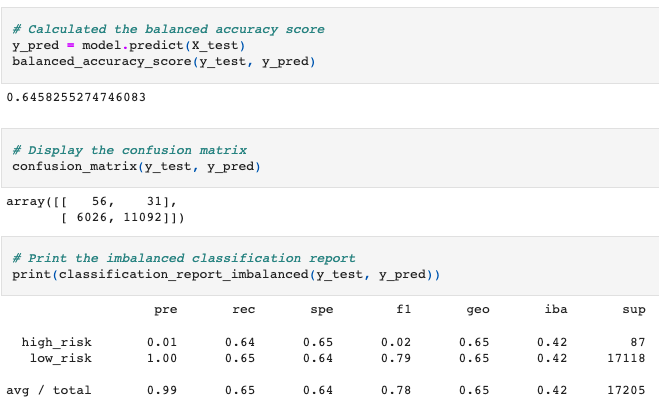 # Calculated the balanced accuracy score
y_pred = model.predict(X_test)
balanced_accuracy_score(y_test, y_pred)
0.6458255274746083
# Display the confusion matrix
confusion_matrix(y_test, y_pred)
array([[   56,    31],
       [ 6026, 11092]])
# Print the imbalanced classification report
print(classification_report_imbalanced(y_test, y_pred))
                   pre       rec       spe        f1       geo       iba       sup
  high_risk       0.01      0.64      0.65      0.02      0.65      0.42        87
   low_risk       1.00      0.65      0.64      0.79      0.65      0.42     17118
avg / total       0.99      0.65      0.64      0.78      0.65      0.42     17205